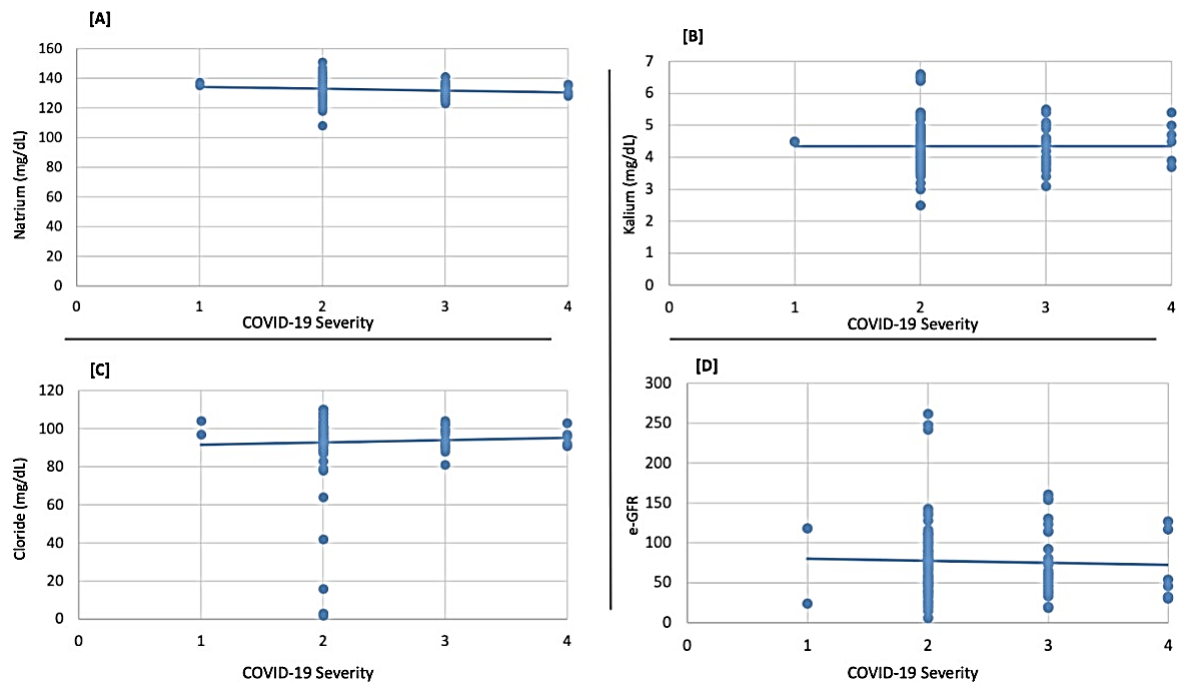 [A]
160
140
120
100
80
60
40
20
0
Natrium (mg/dL)
0 1 2 3 4
COVID-19 Severity
[B]
7
6
5
4
3
2
1
0
Kalium (mg/dL)
0 1 2 3 4
COVID-19 Severity
[C]
120
100
80
60
40
20
0
Cloride (mg/dL)
0 1 2 3 4
COVID-19 Severity
[D]
300
250
200
150
100
50
0
e-GFR
0 1 2 3 4
COVID-19 Severity